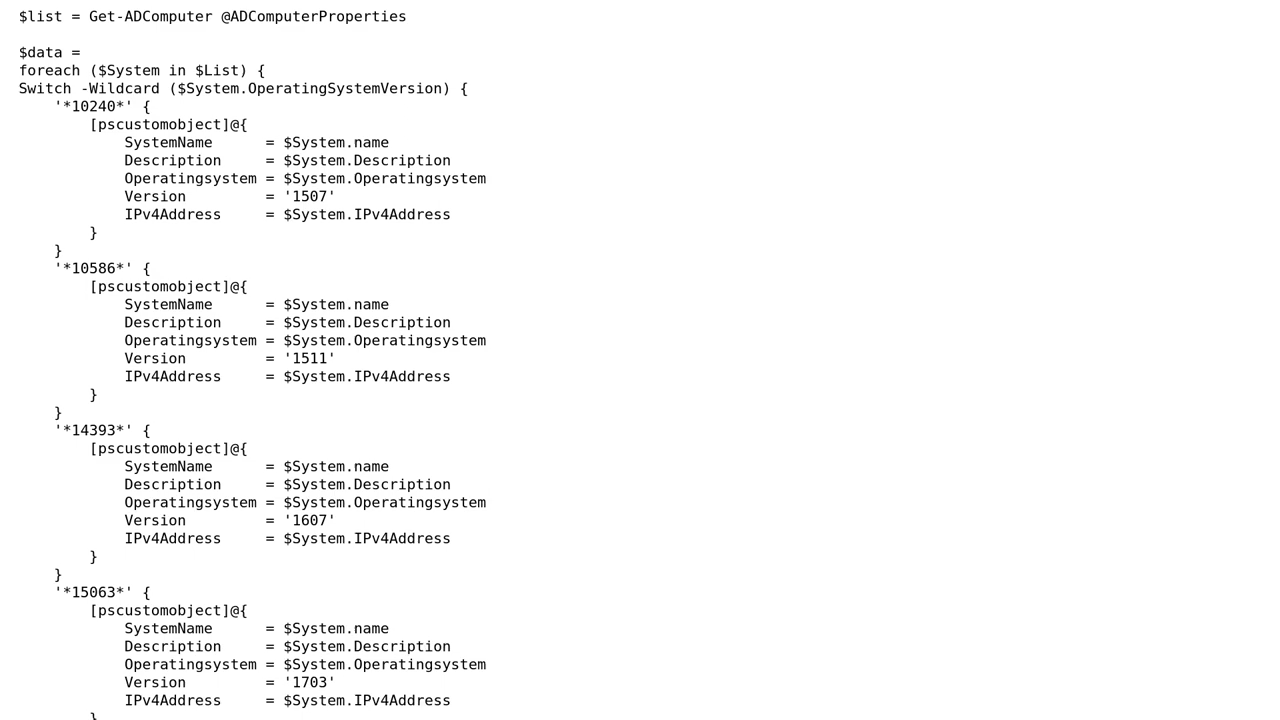 $list = Get-ADComputer @ADComputerProperties

$data =
foreach ($System in $List) {
Switch -Wildcard ($System.OperatingSystemVersion) {
    '*10240*' {
        [pscustomobject]@{
            SystemName      = $System.name
            Description     = $System.Description
            Operatingsystem = $System.Operatingsystem
            Version         = '1507'
            IPv4Address     = $System.IPv4Address
        }
    }
    '*10586*' {
        [pscustomobject]@{
            SystemName      = $System.name
            Description     = $System.Description
            Operatingsystem = $System.Operatingsystem
            Version         = '1511'
            IPv4Address     = $System.IPv4Address
        }
    }
    '*14393*' {
        [pscustomobject]@{
            SystemName      = $System.name
            Description     = $System.Description
            Operatingsystem = $System.Operatingsystem
            Version         = '1607'
            IPv4Address     = $System.IPv4Address
        }
    }
    '*15063*' {
        [pscustomobject]@{
            SystemName      = $System.name
            Description     = $System.Description
            Operatingsystem = $System.Operatingsystem
            Version         = '1703'
            IPv4Address     = $System.IPv4Address
        }